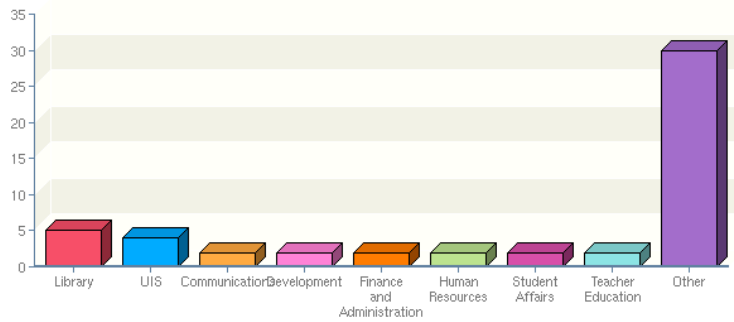 35
30
25
20
15
10
5
0
Library
UIS
Communications
Development
Finance
and
Administration
Human
Resources
Student
Affairs
Teacher
Education
Other